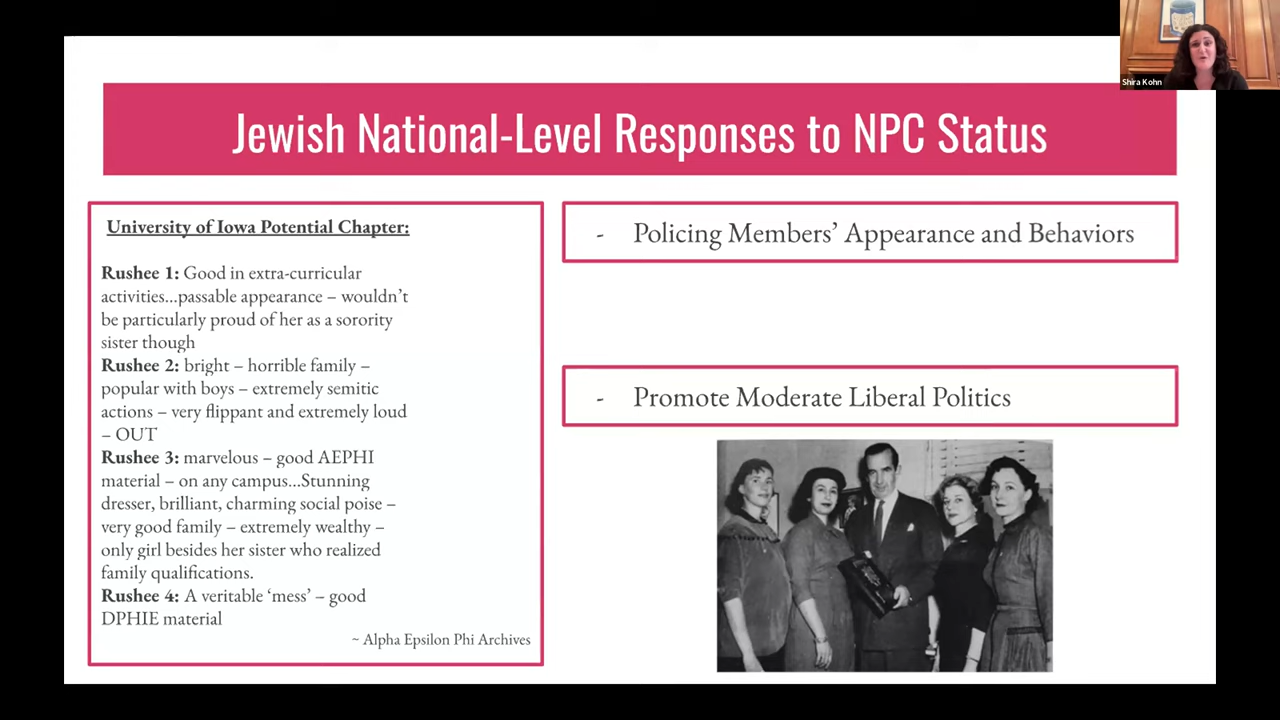 Shira Kohn
Jewish National-Level Responses to NPC Status
University of Iowa Potential Chapter:
Rushee 1: Good in extra-curricular
activities...passable appearance – wouldn't
be particularly proud of her as a sorority
sister though
Rushee 2: bright – horrible family –
popular with boys – extremely semitic
actions – very flippant and extremely loud
– OUT
Rushee 3: marvelous – good AEPHI
material – on any campus...Stunning
dresser, brilliant, charming social poise –
very good family – extremely wealthy –
only girl besides her sister who realized
family qualifications.
Rushee 4: A veritable ‘mess’ – good
DPHIE material
~ Alpha Epsilon Phi Archives
- Policing Members’ Appearance and Behaviors
- Promote Moderate Liberal Politics